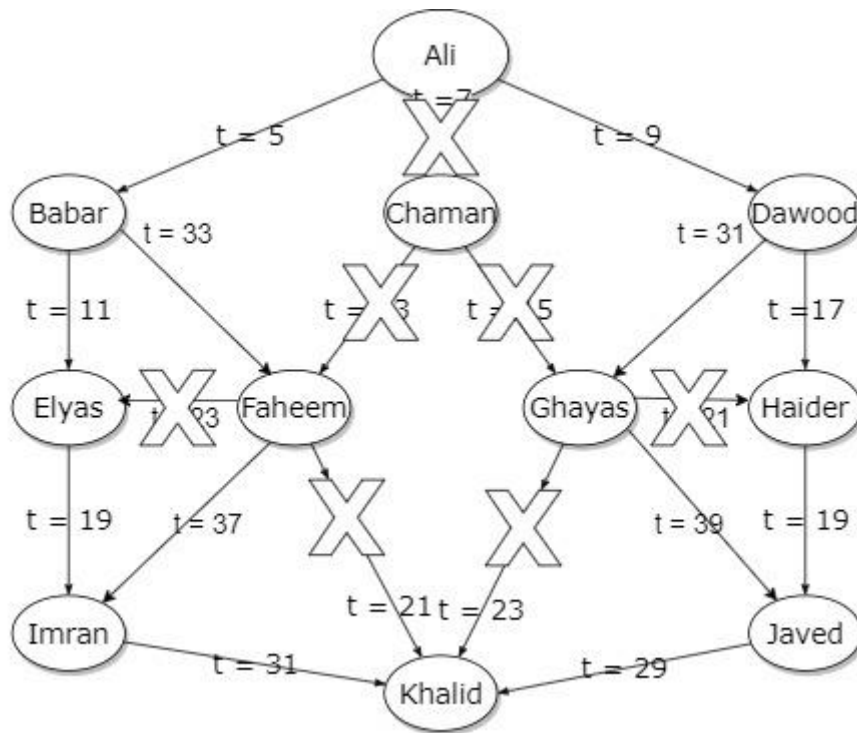 Ali
t = 7
t = 5
t = 9
Babar
Chaman
Dawood
t = 33
t = 31
t = 11
t =17
Elyas
Faheem
Ghayas
Haider
t = 19
t = 37
t = 39
t = 19
t = 21
t = 23
Imran
Javed
t = 31
t = 29
Khalid